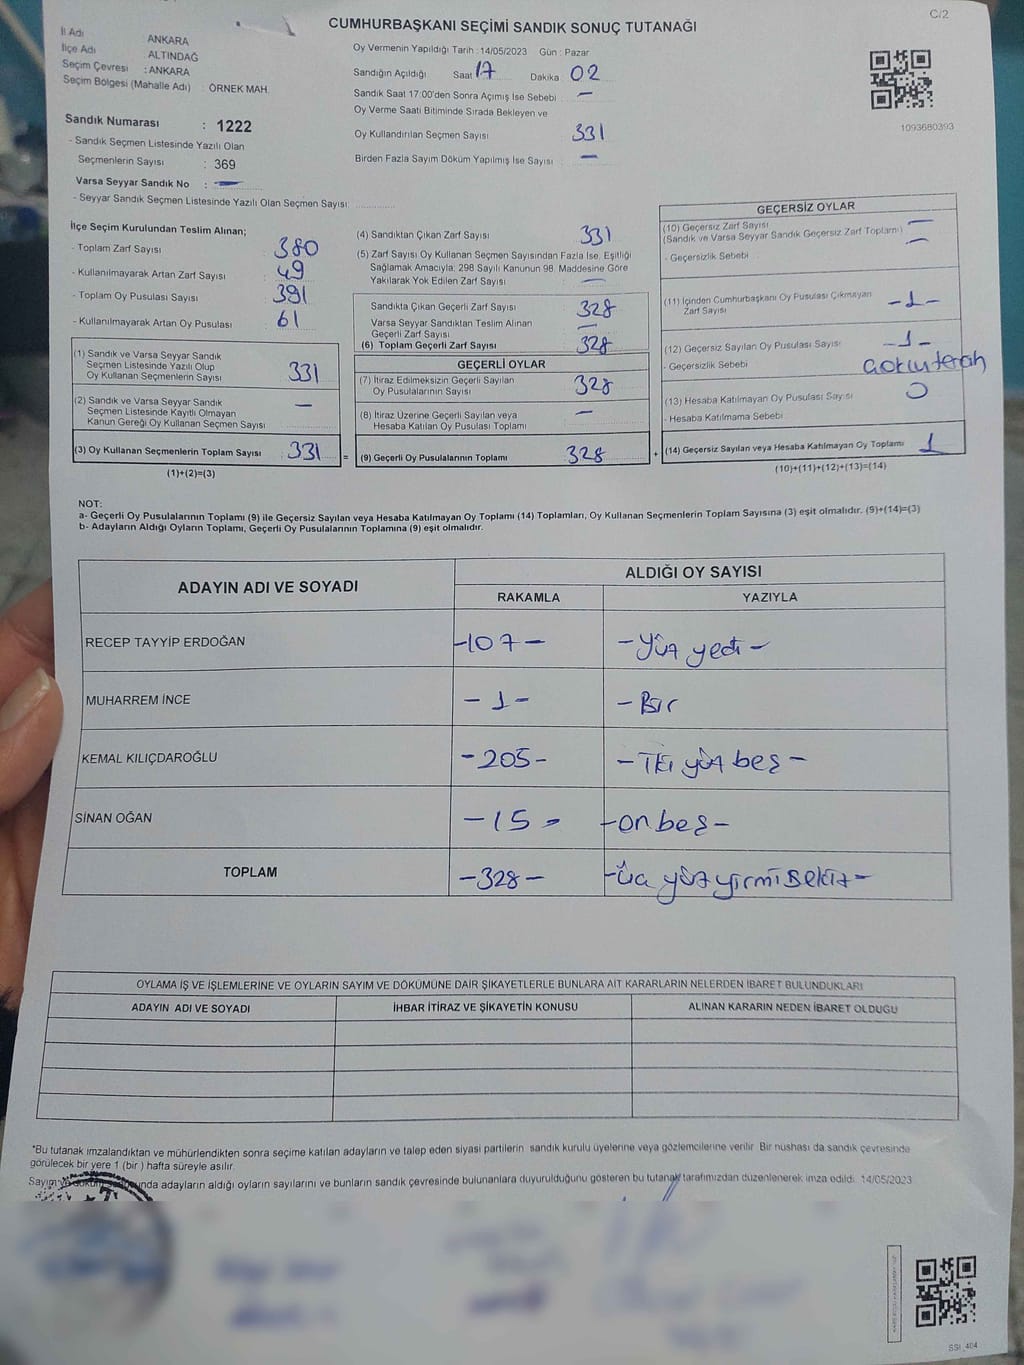 C/2
CUMHURBAŞKANI SEÇİMİ SANDIK SONUÇ TUTANAĞI
İl Adı ANKARA
İlçe Adı : ALTINDAĞ
Seçim Çevresi : ANKARA
Seçim Bölgesi (Mahalle Adı) : ÖRNEK MAH.
Sandık Numarası : 1222
- Sandık Seçmen Listesinde Yazılı Olan
Seçmenlerin Sayısı : 369
Varsa Seyyar Sandık No : —
- Seyyar Sandık Seçmen Listesinde Yazılı Olan Seçmen Sayısı:
Oy Vermenin Yapıldığı Tarih : 14/05/2023 Gün : Pazar
Sandığın Açıldığı Saat 17 Dakika 02
Sandık Saat 17:00'den Sonra Açımış İse Sebebi —
Oy Verme Saati Bitiminde Sırada Bekleyen ve
Oy Kullandırılan Seçmen Sayısı 331
Birden Fazla Sayım Döküm Yapılmış İse Sayısı : —
1093680393
İlçe Seçim Kurulundan Teslim Alınan;
- Toplam Zarf Sayısı : 380
- Kullanılmayarak Artan Zarf Sayısı : 49
- Toplam Oy Pusulası Sayısı : 391
- Kullanılmayarak Artan Oy Pusulası : 61
(1) Sandık ve Varsa Seyyar Sandık
Seçmen Listesinde Yazılı Olup
Oy Kullanan Seçmenlerin Sayısı : 331
(2) Sandık ve Varsa Seyyar Sandık
Seçmen Listesinde Kayıtlı Olmayan
Kanun Gereği Oy Kullanan Seçmen Sayısı : —
(3) Oy Kullanan Seçmenlerin Toplam Sayısı : 331 =
(1)+(2)=(3)
(4) Sandıktan Çıkan Zarf Sayısı 331
(5) Zarf Sayısı Oy Kullanan Seçmen Sayısından Fazla İse, Eşitliği
Sağlamak Amacıyla; 298 Sayılı Kanunun 98. Maddesine Göre
Yakılarak Yok Edilen Zarf Sayısı : —
Sandıkta Çıkan Geçerli Zarf Sayısı 328
Varsa Seyyar Sandıktan Teslim Alınan
Geçerli Zarf Sayısı : —
(6) Toplam Geçerli Zarf Sayısı 328
GEÇERLİ OYLAR
(7) İtiraz Edilmeksizin Geçerli Sayılan
Oy Pusulalarının Sayısı : 328
(8) İtiraz Üzerine Geçerli Sayılan veya
Hesaba Katılan Oy Pusulası Toplamı : —
(9) Geçerli Oy Pusulalarının Toplamı 328 +
GEÇERSİZ OYLAR
(10) Geçersiz Zarf Sayısı —
(Sandık ve Varsa Seyyar Sandık Geçersiz Zarf Toplamı) —
- Geçersizlik Sebebi :
(11) İçinden Cumhurbaşkanı Oy Pusulası Çıkmayan
Zarf Sayısı : -1-
(12) Geçersiz Sayılan Oy Pusulası Sayısı : -1-
- Geçersizlik Sebebi :
(13) Hesaba Katılmayan Oy Pusulası Sayısı 0
- Hesaba Katılmama Sebebi :
(14) Geçersiz Sayılan veya Hesaba Katılmayan Oy Toplamı : 1
(10)+(11)+(12)+(13)=(14)
NOT:
a- Geçerli Oy Pusulalarının Toplamı (9) ile Geçersiz Sayılan veya Hesaba Katılmayan Oy Toplamı (14) Toplamları, Oy Kullanan Seçmenlerin Toplam Sayısına (3) eşit olmalıdır. (9)+(14)=(3)
b- Adayların Aldığı Oyların Toplamı, Geçerli Oy Pusulalarının Toplamına (9) eşit olmalıdır.
ADAYIN ADI VE SOYADI ALDIĞI OY SAYISI
RAKAMLA YAZIYLA
RECEP TAYYİP ERDOĞAN -107- -Yüz yedi-
MUHARREM İNCE -1- -Bir
KEMAL KILIÇDAROĞLU -205- -İki yüz beş-
SİNAN OĞAN -15- -on beş-
TOPLAM -328- -üç yüz yirmi sekiz-
OYLAMA İŞ VE İŞLEMLERİNE VE OYLARIN SAYIM VE DÖKÜMÜNE DAİR ŞİKAYETLERLE BUNLARA AİT KARARLARIN NELERDEN İBARET BULUNDUKLARI
ADAYIN ADI VE SOYADI İHBAR İTİRAZ VE ŞİKAYETİN KONUSU ALINAN KARARIN NEDEN İBARET OLDUĞU
*Bu tutanak imzalandıktan ve mühürlendikten sonra seçime katılan adayların ve talep eden siyasi partilerin sandık kurulu üyelerine veya gözlemcilerine verilir. Bir nüshası da sandık çevresinde
görülecek bir yere 1 (bir) hafta süreyle asılır.
Sayım ve adayların aldığı oyların sayılarını ve bunların sandık çevresinde bulunanlara duyurulduğunu gösteren bu tutanak tarafımızdan düzenlenerek imza edildi. 14/05/2023
SSI_404